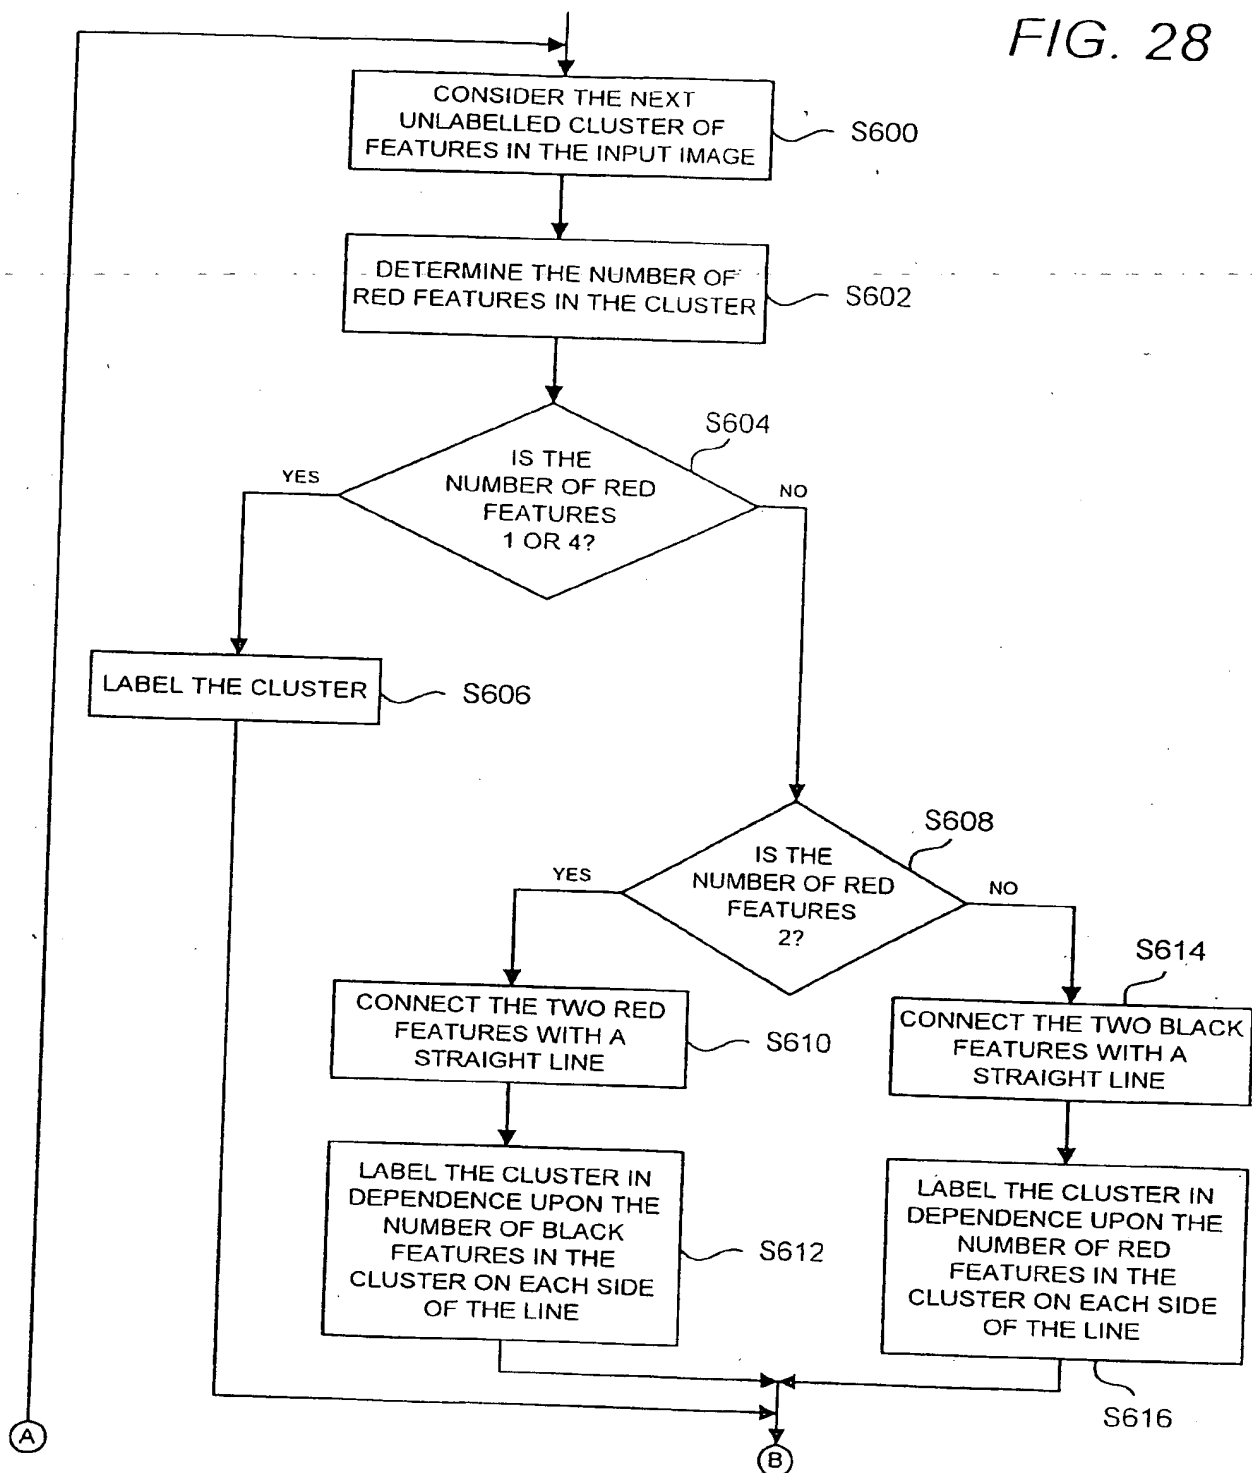 FIG. 28
CONSIDER THE NEXT
UNLABELLED CLUSTER OF
FEATURES IN THE INPUT IMAGE
S600
DETERMINE THE NUMBER OF
RED FEATURES IN THE CLUSTER
S602
S604
IS THE
NUMBER OF RED
FEATURES
1 OR 4?
YES
NO
LABEL THE CLUSTER
S606
S608
IS THE
NUMBER OF RED
FEATURES
2?
YES
NO
CONNECT THE TWO RED
FEATURES WITH A
STRAIGHT LINE
S610
S614
CONNECT THE TWO BLACK
FEATURES WITH A
STRAIGHT LINE
LABEL THE CLUSTER IN
DEPENDENCE UPON THE
NUMBER OF BLACK
FEATURES IN THE
CLUSTER ON EACH SIDE
OF THE LINE
S612
LABEL THE CLUSTER IN
DEPENDENCE UPON THE
NUMBER OF RED
FEATURES IN THE
CLUSTER ON EACH SIDE
OF THE LINE
S616
A
B